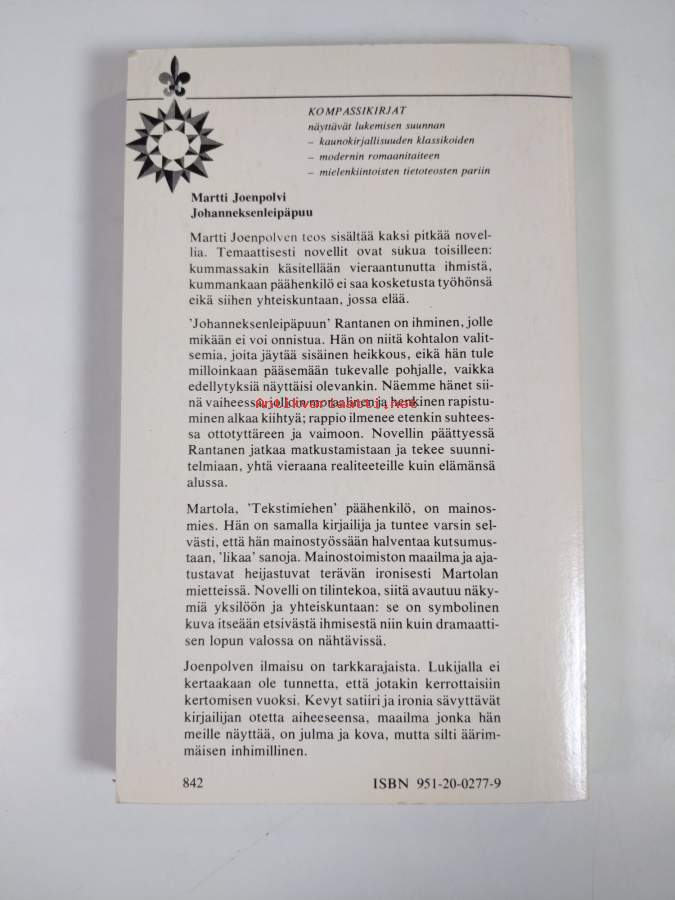 KOMPASSIKIRJAT
näyttävät lukemisen suunnan
– kaunokirjallisuuden klassikoiden
– modernin romaanitaiteen
– mielenkiintoisten tietoteosten pariin
Martti Joenpolvi
Johanneksenleipäpuu
Martti Joenpolven teos sisältää kaksi pitkää novel-
lia. Temaattisesti novellit ovat sukua toisilleen:
kummassakin käsitellään vieraantunutta ihmistä,
kummankaan päähenkilö ei saa kosketusta työhönsä
eikä siihen yhteiskuntaan, jossa elää.
'Johanneksenleipäpuun' Rantanen on ihminen, jolle
mikään ei voi onnistua. Hän on niitä kohtalon valit-
semia, joita jäytää sisäinen heikkous, eikä hän tule
milloinkaan pääsemään tukevalle pohjalle, vaikka
edellytyksiä näyttäisi olevankin. Näemme hänet sii-
nä vaiheessa, jolloin moraalinen ja henkinen rapistu-
minen alkaa kiihtyä; rappio ilmenee etenkin suhtees-
sa ottotyttäreen ja vaimoon. Novellin päättyessä
Rantanen jatkaa matkustamistaan ja tekee suunni-
telmiaan, yhtä vieraana realiteeteille kuin elämänsä
alussa.
Martola, 'Tekstimiehen' päähenkilö, on mainos-
mies. Hän on samalla kirjailija ja tuntee varsin sel-
västi, että hän mainostyössään halventaa kutsumus-
taan, 'likaa' sanoja. Mainostoimiston maailma ja aja-
tustavat heijastuvat terävän ironisesti Martolan
mietteissä. Novelli on tilintekoa, siitä avautuu näky-
miä yksilöön ja yhteiskuntaan: se on symbolinen
kuva itseään etsivästä ihmisestä niin kuin dramaatti-
sen lopun valossa on nähtävissä.
Joenpolven ilmaisu on tarkkarajaista. Lukijalla ei
kertaakaan ole tunnetta, että jotakin kerrottaisiin
kertomisen vuoksi. Kevyt satiiri ja ironia sävyttävät
kirjailijan otetta aiheeseensa, maailma jonka hän
meille näyttää, on julma ja kova, mutta silti äärim-
mäisen inhimillinen.
842 ISBN 951-20-0277-9